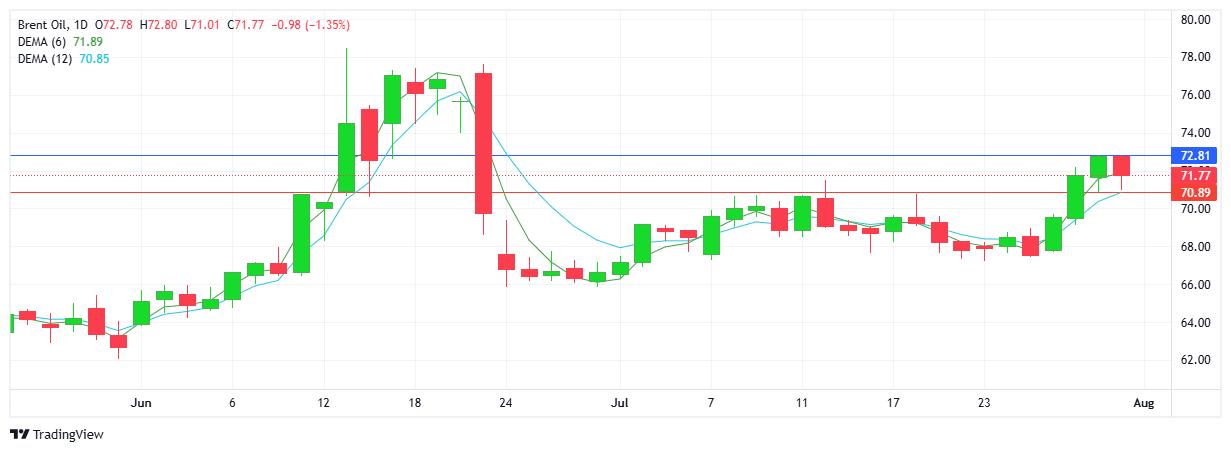 Brent Oil, 1D O72.78 H72.80 L71.01 C71.77 −0.98 (−1.35%)
DEMA (6) 71.89
DEMA (12) 70.85
80.00
78.00
76.00
74.00
72.81
71.77
70.89
70.00
68.00
66.00
64.00
62.00
Jun 6 12 18 24 Jul 7 11 17 23 Aug
TradingView